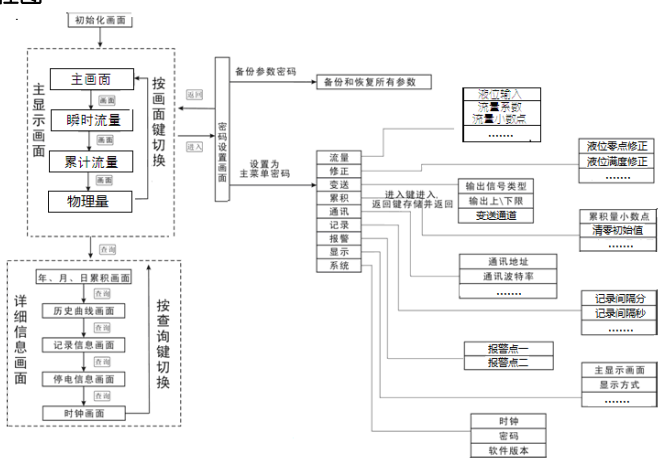 初始化画面
主显示画面
主画面
画面
瞬时流量
画面
累计流量
画面
物理量
按画面键切换
返回
进入
密码设置画面
备份参数密码
备份和恢复所有参数
设置为
主菜单密码
流量
修正
变送
累积
通讯
记录
报警
显示
系统
进入键进入,
返回键存储并返回
液位输入
流量系数
流量小数点
.......
液位零点修正
液位满度修正
.......
输出信号类型
输出上\下限
变送通道
累积量小数点
清零初始值
.......
通讯地址
通讯波特率
.......
记录间隔分
记录间隔秒
.......
报警点一
报警点二
主显示画面
显示方式
.......
时钟
密码
软件版本
查询
详细信息画面
年、月、日累积画面
查询
历史曲线画面
查询
记录信息画面
查询
停电信息画面
查询
时钟画面
按查询键切换